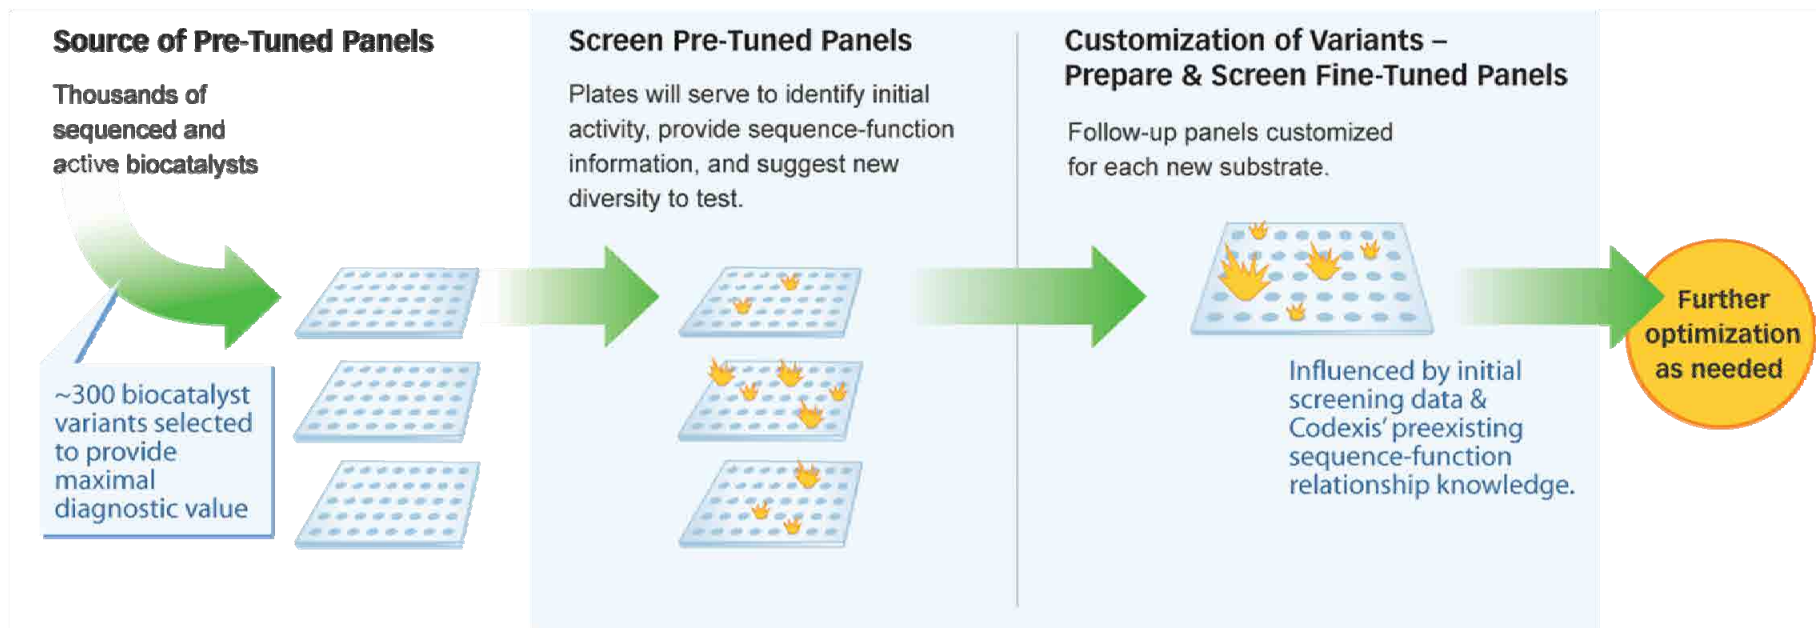 Source of Pre-Tuned Panels
Thousands of
sequenced and
active biocatalysts
~300 biocatalyst
variants selected
to provide
maximal
diagnostic value
Screen Pre-Tuned Panels
Plates will serve to identify initial
activity, provide sequence-function
information, and suggest new
diversity to test.
Customization of Variants –
Prepare & Screen Fine-Tuned Panels
Follow-up panels customized
for each new substrate.
Influenced by initial
screening data &
Codexis’ preexisting
sequence-function
relationship knowledge.
Further
optimization
as needed